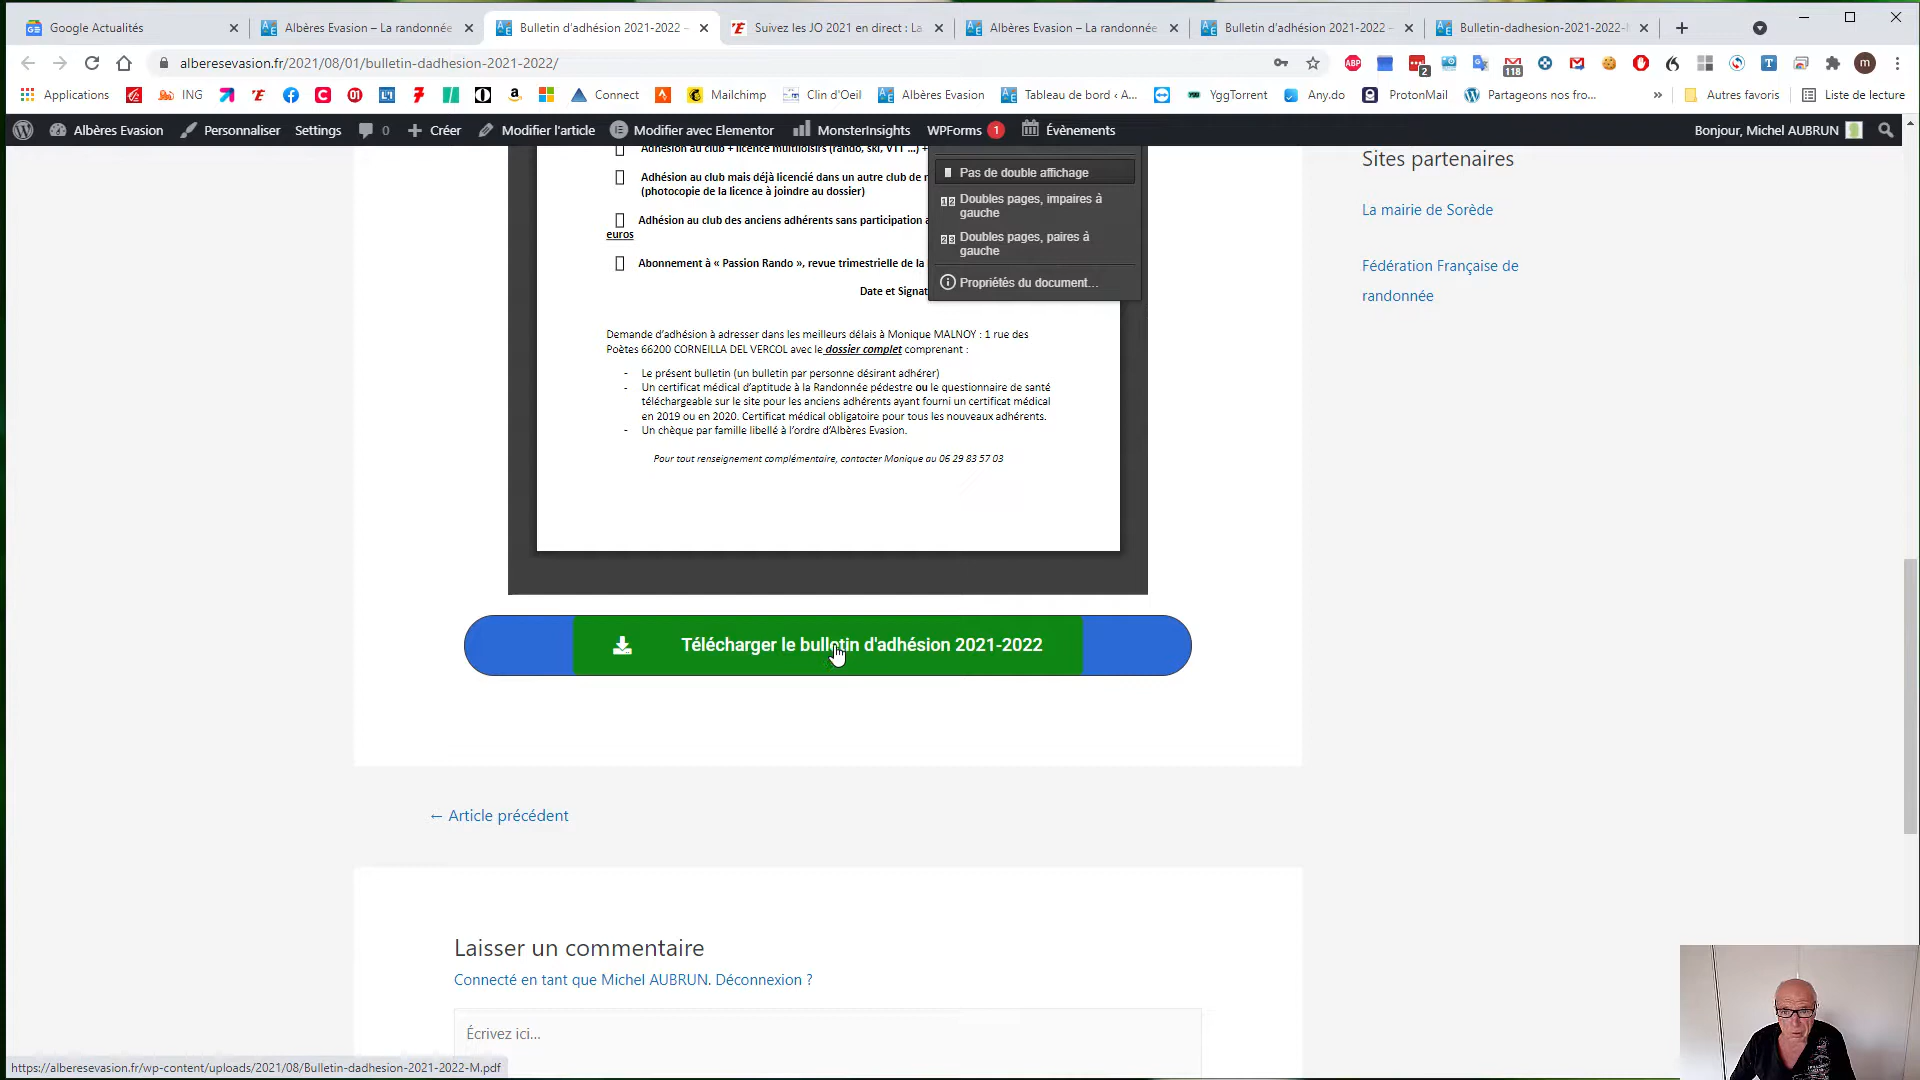 Google Actualités
Albères Evasion – La randonnée
Bulletin d'adhésion 2021-2022 –
Suivez les JO 2021 en direct : La
Albères Evasion – La randonnée
Bulletin d'adhésion 2021-2022 –
Bulletin-dadhesion-2021-2022-
alberesevasion.fr/2021/08/01/bulletin-dadhesion-2021-2022/
Applications
ING
Connect
Mailchimp
Clin d'Oeil
Albères Evasion
Tableau de bord ‹ A...
YggTorrent
Any.do
ProtonMail
Partageons nos fro...
»
Autres favoris
Liste de lecture
Albères Evasion
Personnaliser
Settings
0
Créer
Modifier l'article
Modifier avec Elementor
MonsterInsights
WPForms 1
Évènements
Bonjour, Michel AUBRUN
Adhésion au club + licence multiloisirs (rando, ski, VTT ...) +
Adhésion au club mais déjà licencié dans un autre club de
(photocopie de la licence à joindre au dossier)
Adhésion au club des anciens adhérents sans participation
euros
Abonnement à « Passion Rando », revue trimestrielle de la
Date et Signat
Pas de double affichage
Doubles pages, impaires à
gauche
Doubles pages, paires à
gauche
Propriétés du document…
Demande d'adhésion à adresser dans les meilleurs délais à Monique MALNOY : 1 rue des
Poètes 66200 CORNEILLA DEL VERCOL avec le dossier complet comprenant :
- Le présent bulletin (un bulletin par personne désirant adhérer)
- Un certificat médical d'aptitude à la Randonnée pédestre ou le questionnaire de santé
téléchargeable sur le site pour les anciens adhérents ayant fourni un certificat médical
en 2019 ou en 2020. Certificat médical obligatoire pour tous les nouveaux adhérents.
- Un chèque par famille libellé à l'ordre d'Albères Evasion.
Pour tout renseignement complémentaire, contacter Monique au 06 29 83 57 03
Télécharger le bulletin d'adhésion 2021-2022
← Article précédent
Laisser un commentaire
Connecté en tant que Michel AUBRUN. Déconnexion ?
Écrivez ici...
Sites partenaires
La mairie de Sorède
Fédération Française de
randonnée
https://alberesevasion.fr/wp-content/uploads/2021/08/Bulletin-dadhesion-2021-2022-M.pdf